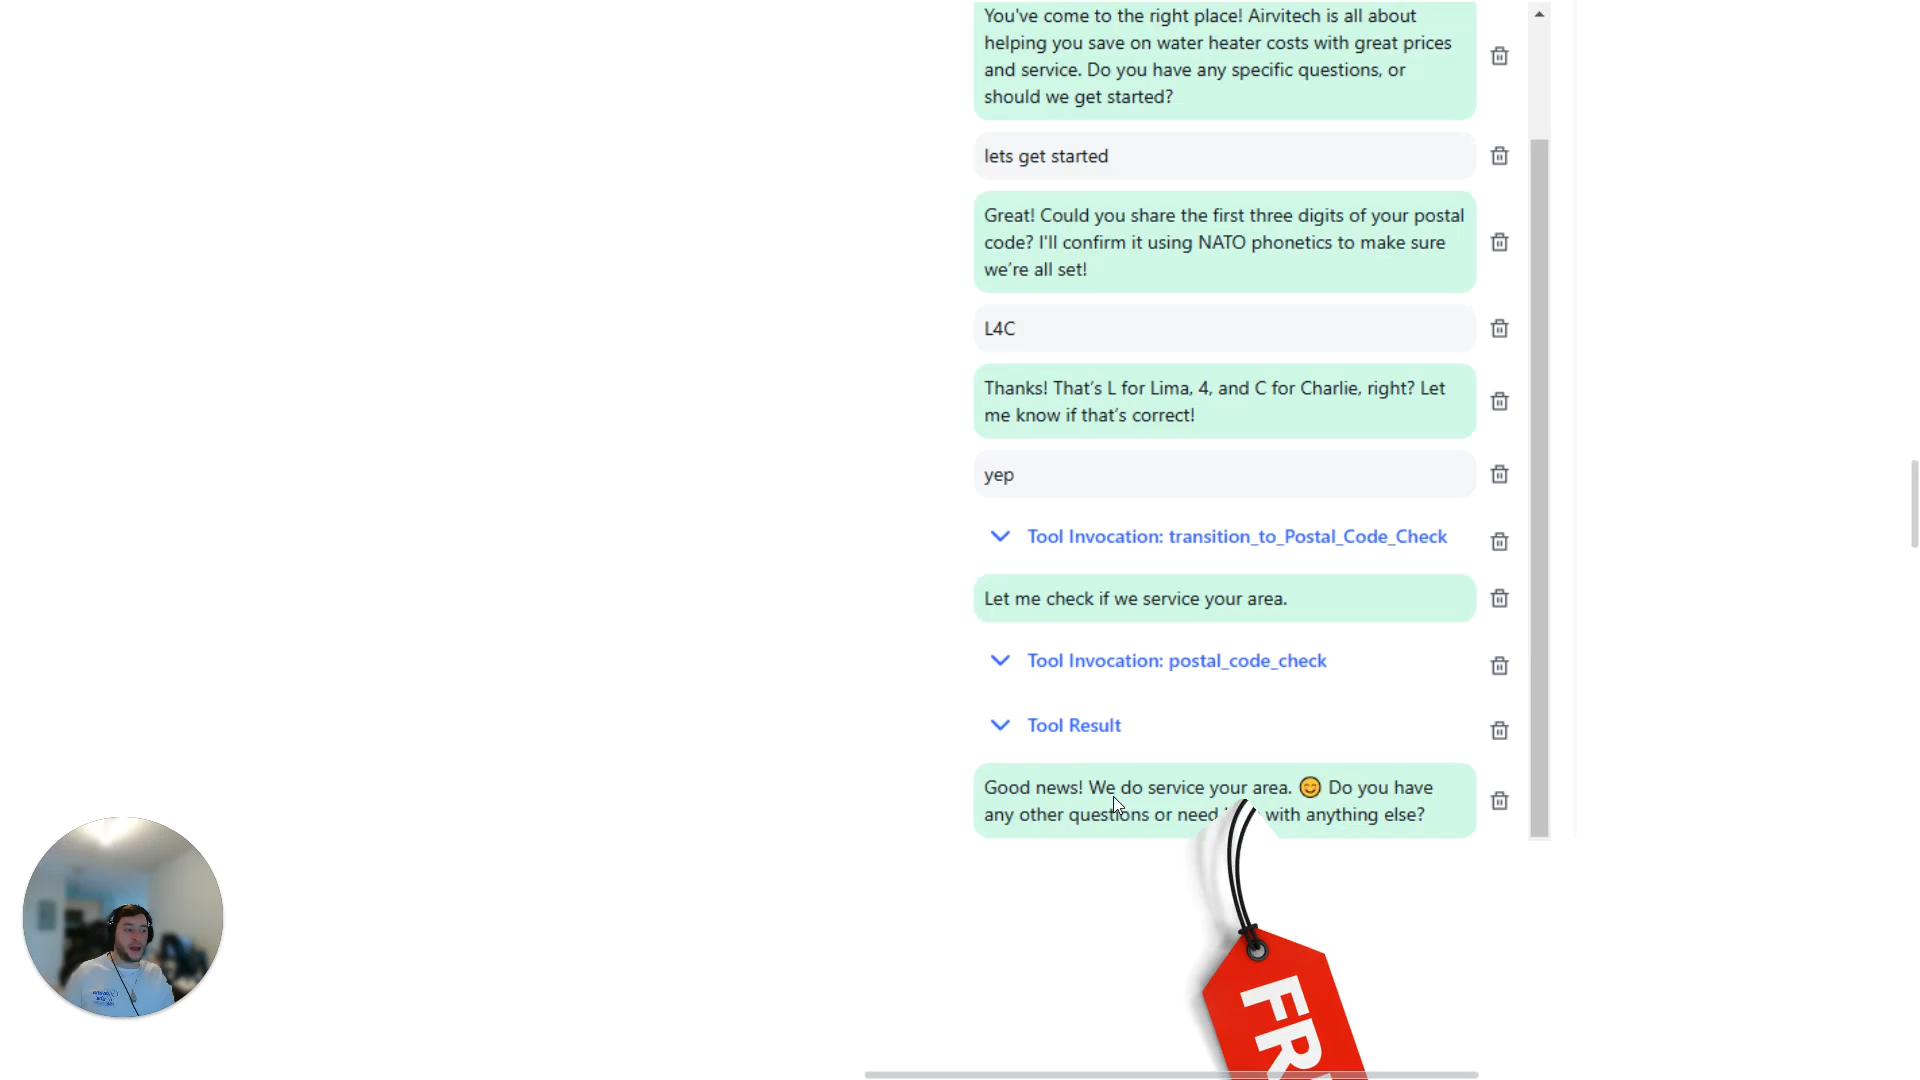 You've come to the right place! Airvitech is all about
helping you save on water heater costs with great prices
and service. Do you have any specific questions, or
should we get started?
lets get started
Great! Could you share the first three digits of your postal
code? I'll confirm it using NATO phonetics to make sure
we're all set!
L4C
Thanks! That's L for Lima, 4, and C for Charlie, right? Let
me know if that's correct!
yep
Tool Invocation: transition_to_Postal_Code_Check
Let me check if we service your area.
Tool Invocation: postal_code_check
Tool Result
Good news! We do service your area. 😊 Do you have
any other questions or need with anything else?
FR